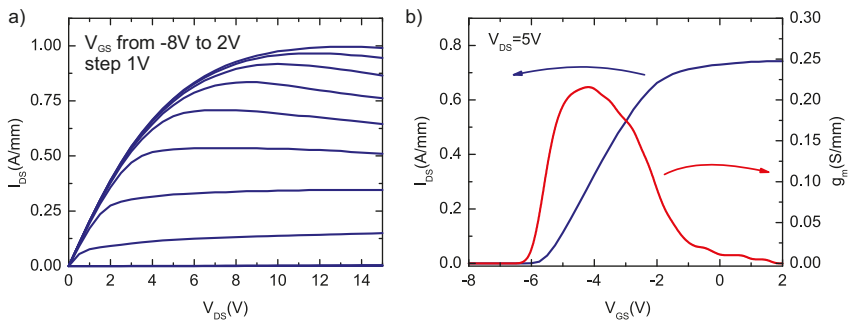 a)
V_GS from -8V to 2V
step 1V
I_DS(A/mm)
1.00
0.75
0.50
0.25
0.00
0 2 4 6 8 10 12 14
V_DS(V)
b)
V_DS=5V
I_DS(A/mm)
0.8
0.6
0.4
0.2
0.0
-8 -6 -4 -2 0 2
V_GS(V)
0.30
0.25
0.20
0.15
0.10
0.05
0.00
g_m(S/mm)